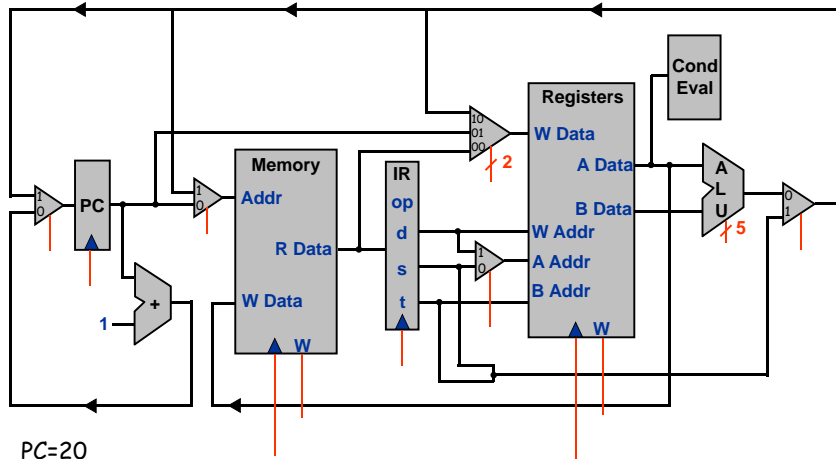 Cond
Eval
Registers
10
01
00
W Data
2
A Data
B Data
W Addr
A Addr
B Addr
W
A
L
U
5
0
1
Memory
Addr
R Data
W Data
W
IR
op
d
s
t
1
0
1
0
PC
1
0
+
1
PC=20